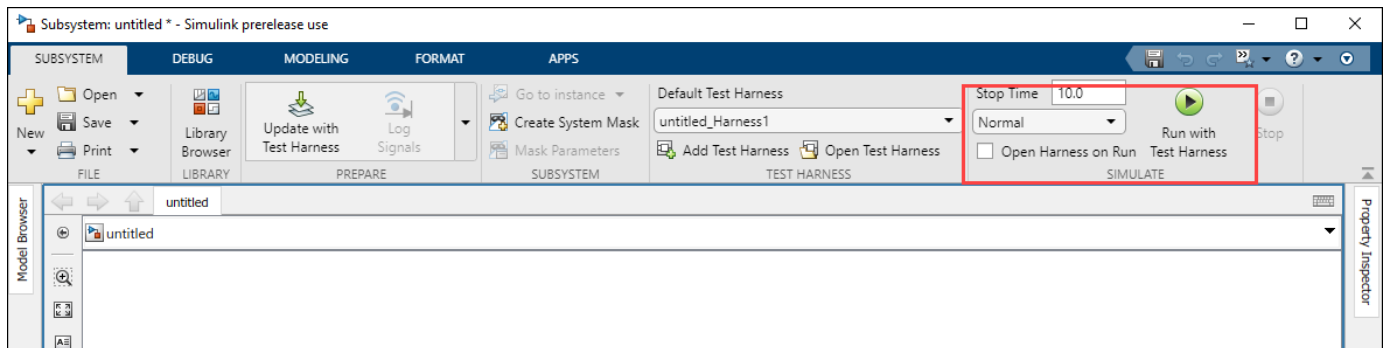 Subsystem: untitled * - Simulink prerelease use
SUBSYSTEM DEBUG MODELING FORMAT APPS
New
Open
Save
Print
FILE
Library
Browser
LIBRARY
Update with
Test Harness
Log
Signals
PREPARE
Go to instance
Create System Mask
Mask Parameters
SUBSYSTEM
Default Test Harness
untitled_Harness1
Add Test Harness Open Test Harness
TEST HARNESS
Stop Time 10.0
Normal
Open Harness on Run
Run with
Test Harness
Stop
SIMULATE
Model Browser
untitled
untitled
Property Inspector